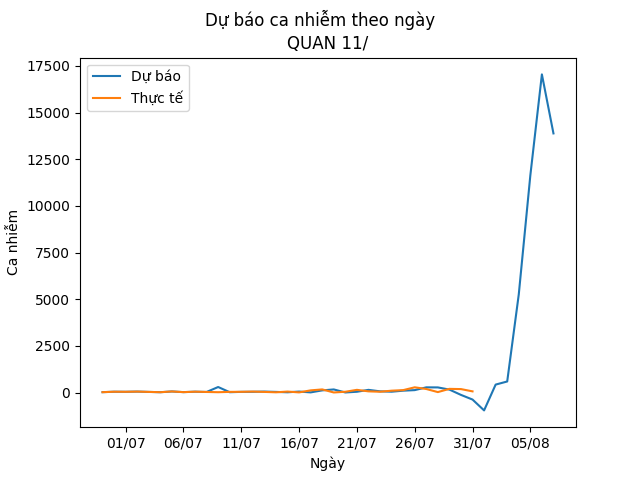 Dự báo ca nhiễm theo ngày
QUAN 11/
Dự báo
Thực tế
Ca nhiễm
17500
15000
12500
10000
7500
5000
2500
0
01/07 06/07 11/07 16/07 21/07 26/07 31/07 05/08
Ngày